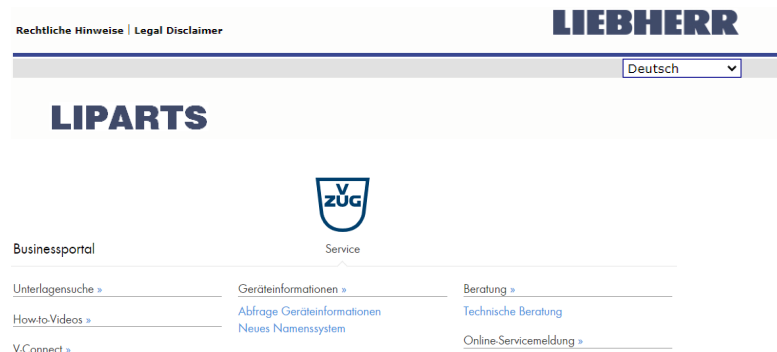 Rechtliche Hinweise | Legal Disclaimer
LIEBHERR
Deutsch
LIPARTS
V
ZUG
Businessportal
Service
Unterlagensuche »
Geräteinformationen »
Beratung »
How-to-Videos »
Abfrage Geräteinformationen
Technische Beratung
Neues Namenssystem
Online-Servicemeldung »
V-Connect »